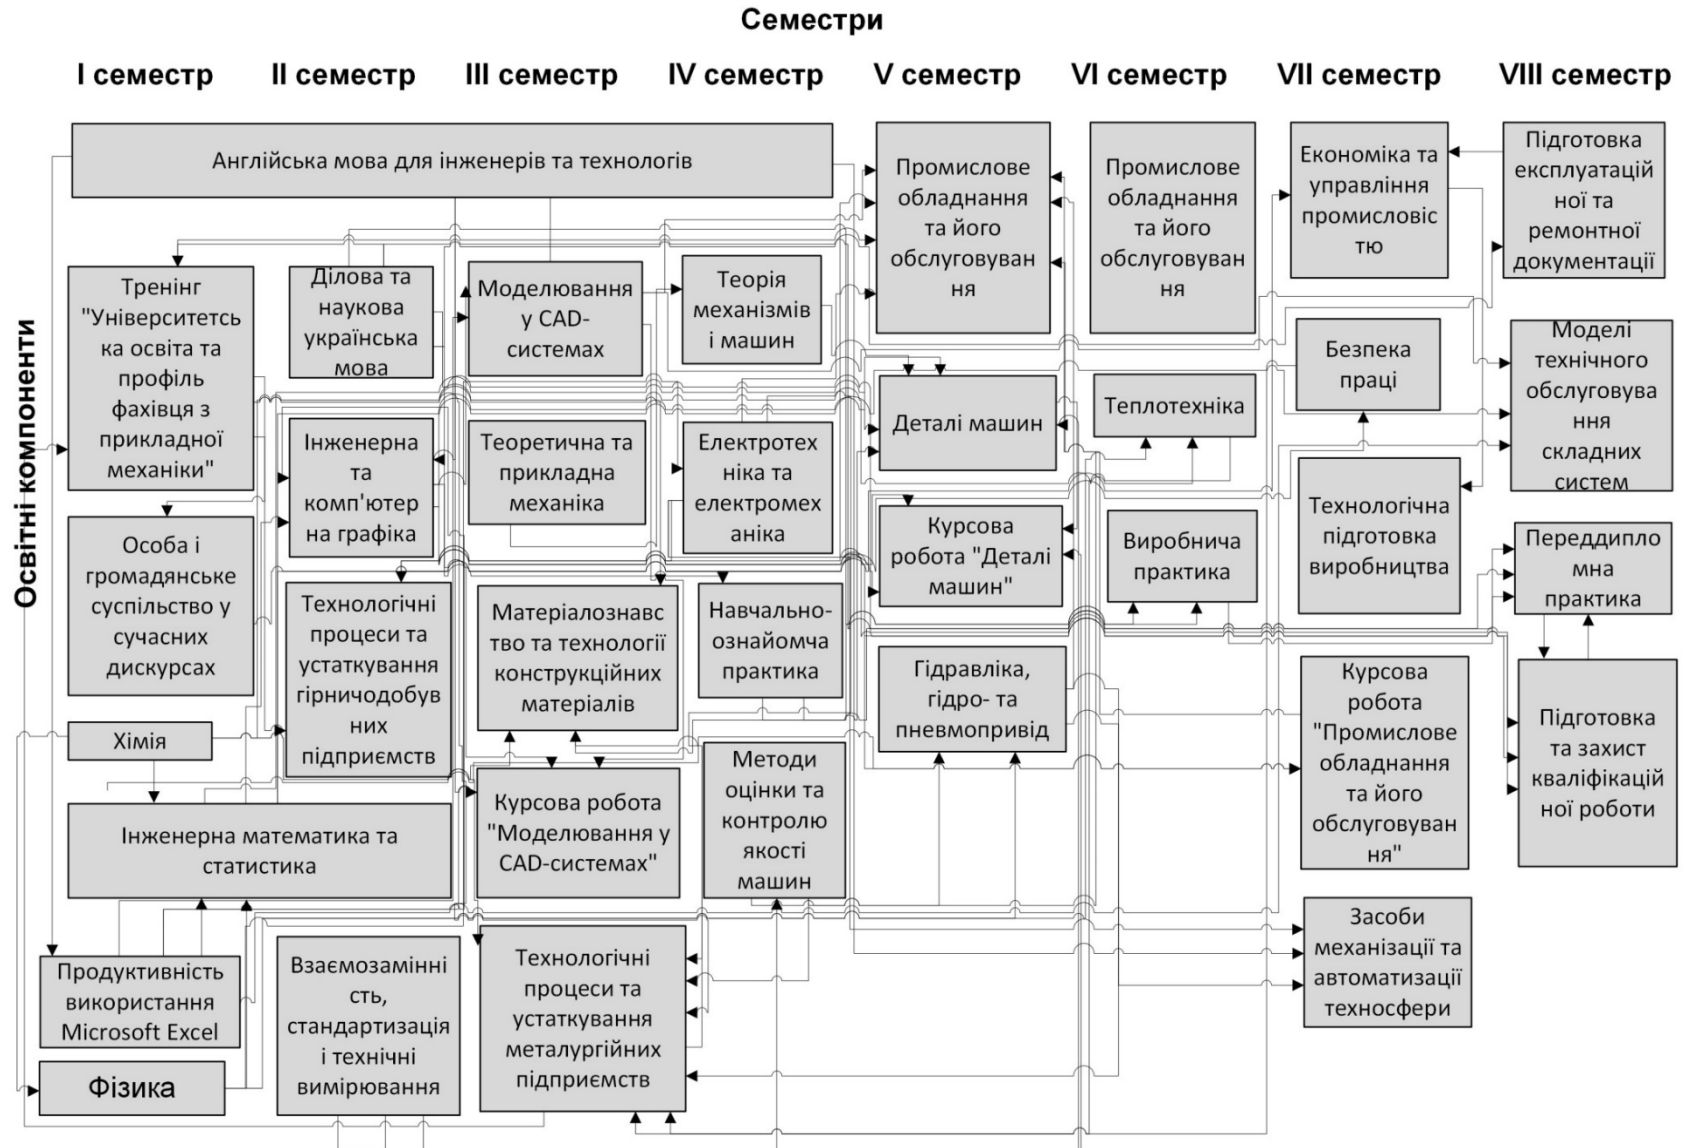 Семестри
I семестр
II семестр
III семестр
IV семестр
V семестр
VI семестр
VII семестр
VIII семестр
Освітні компоненти
Англійська мова для інженерів та технологів
Тренінг
"Університетсь
ка освіта та
профіль
фахівця з
прикладної
механіки"
Особа і
громадянське
суспільство у
сучасних
дискурсах
Хімія
Інженерна математика та
статистика
Продуктивність
використання
Microsoft Excel
Фізика
Ділова та
наукова
українська
мова
Інженерна
та
комп'ютер
на графіка
Технологічні
процеси та
устаткування
гірничодобув
них
підприємств
Взаємозамінні
сть,
стандартизація
і технічні
вимірювання
Моделювання
у CAD-
системах
Теоретична та
прикладна
механіка
Матеріалознавс
тво та технології
конструкційних
матеріалів
Курсова робота
"Моделювання у
CAD-системах"
Технологічні
процеси та
устаткування
металургійних
підприємств
Теорія
механізмів
і машин
Електротех
ніка та
електромех
аніка
Навчально-
ознайомча
практика
Методи
оцінки та
контролю
якості
машин
Промислове
обладнання
та його
обслуговуван
ня
Деталі машин
Курсова
робота "Деталі
машин"
Гідравліка,
гідро- та
пневмопривід
Промислове
обладнання
та його
обслуговуван
ня
Теплотехніка
Виробнича
практика
Економіка та
управління
промисловіс
тю
Безпека
праці
Технологічна
підготовка
виробництва
Курсова
робота
"Промислове
обладнання
та його
обслуговуван
ня"
Засоби
механізації та
автоматизації
техносфери
Підготовка
експлуатацій
ної та
ремонтної
документації
Моделі
технічного
обслуговува
ння
складних
систем
Переддипло
мна
практика
Підготовка
та захист
кваліфікацій
ної роботи